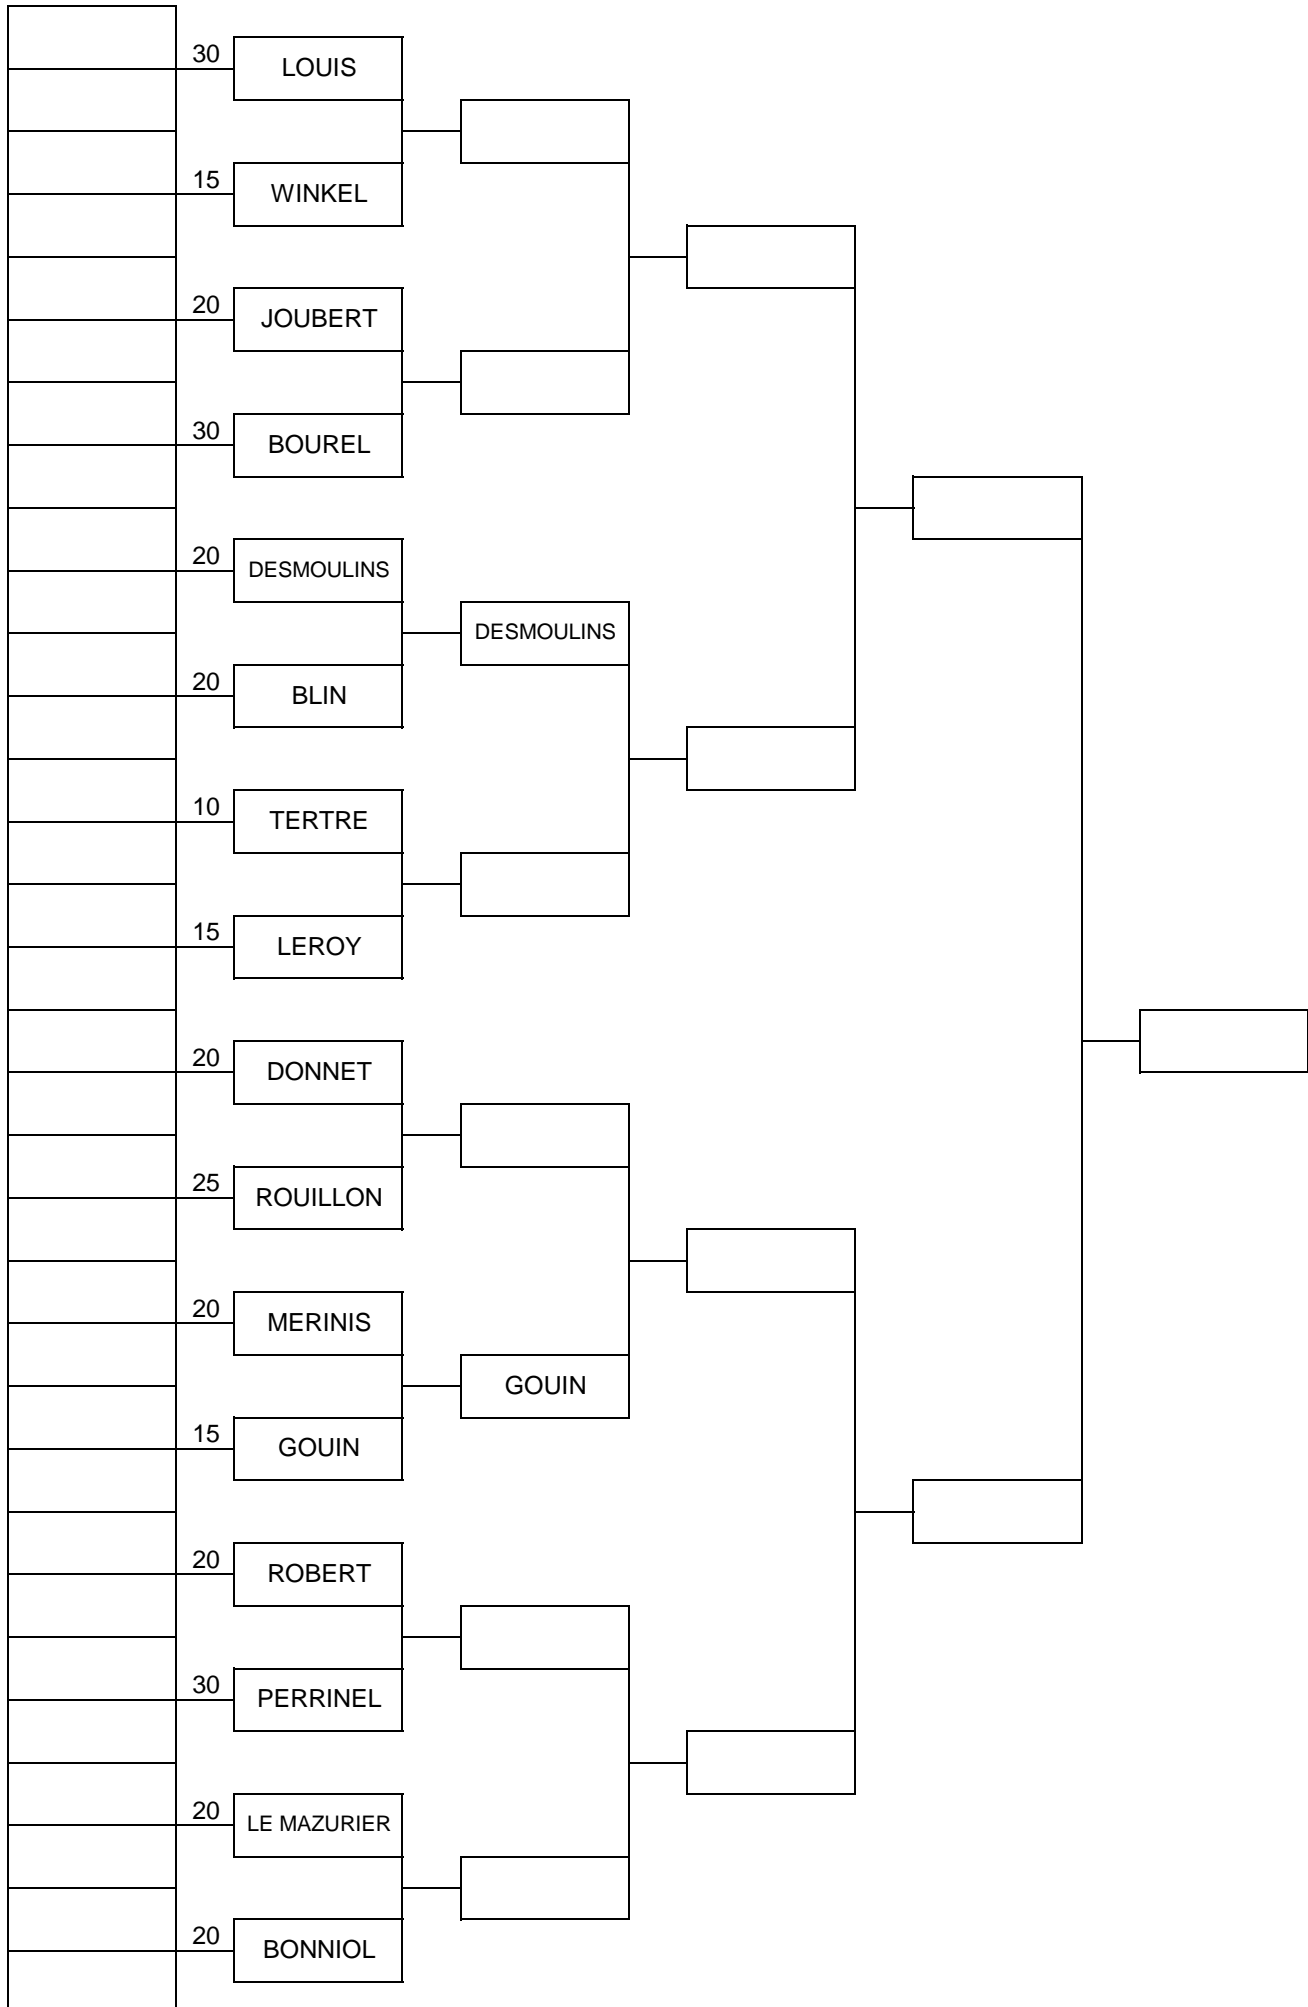 30
LOUIS
15
WINKEL
20
JOUBERT
30
BOUREL
20
DESMOULINS
DESMOULINS
20
BLIN
10
TERTRE
15
LEROY
20
DONNET
25
ROUILLON
20
MERINIS
GOUIN
15
GOUIN
20
ROBERT
30
PERRINEL
20
LE MAZURIER
20
BONNIOL